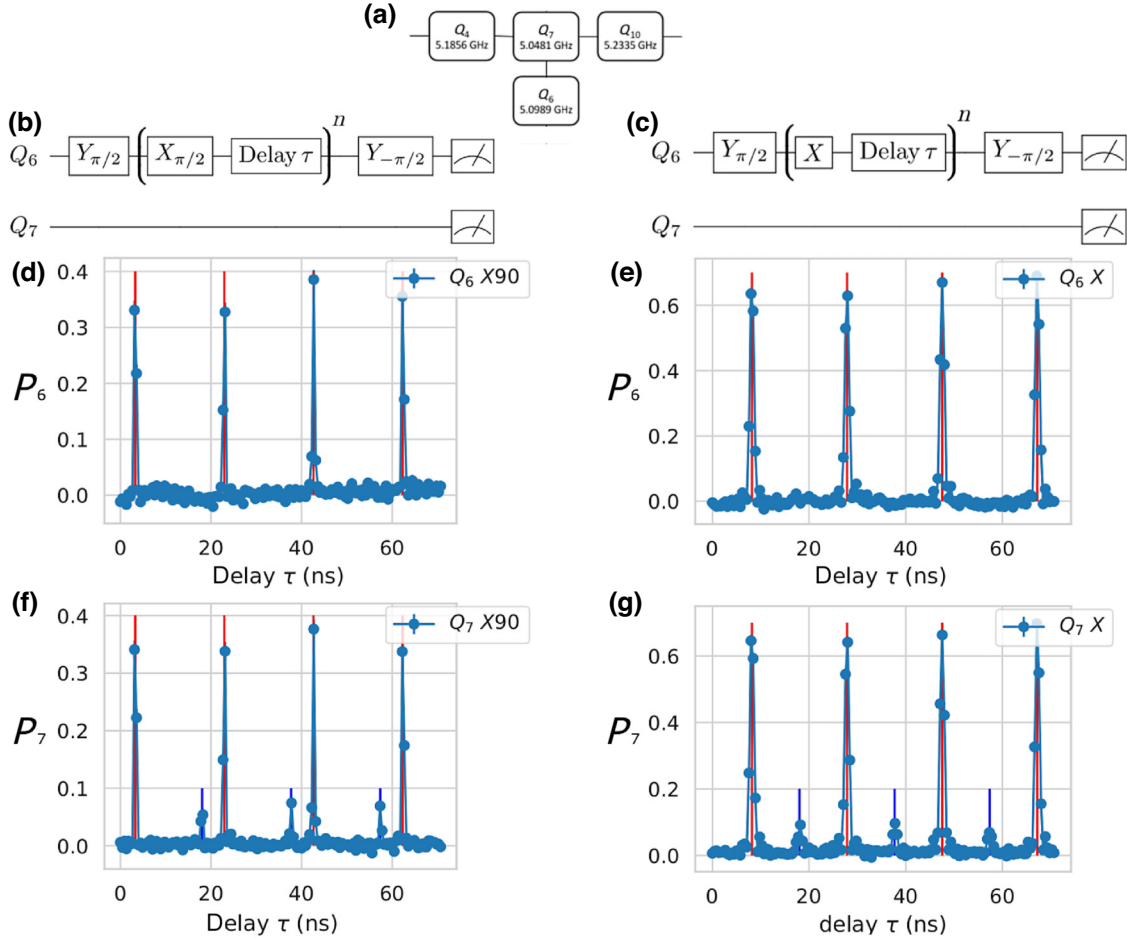 (a)
Q4 Q7 Q10
5.1856 GHz 5.0481 GHz 5.2335 GHz
Q6
5.0989 GHz
(b)
n
Q6 Yπ/2 ( Xπ/2 Delay τ ) Y−π/2
Q7
(c)
n
Q6 Yπ/2 ( X Delay τ ) Y−π/2
Q7
(d)
Q6 X90
P6
0.4
0.3
0.2
0.1
0.0
0 20 40 60
Delay τ (ns)
(e)
Q6 X
P6
0.6
0.4
0.2
0.0
0 20 40 60
Delay τ (ns)
(f)
Q7 X90
P7
0.4
0.3
0.2
0.1
0.0
0 20 40 60
Delay τ (ns)
(g)
Q7 X
P7
0.6
0.4
0.2
0.0
0 20 40 60
delay τ (ns)